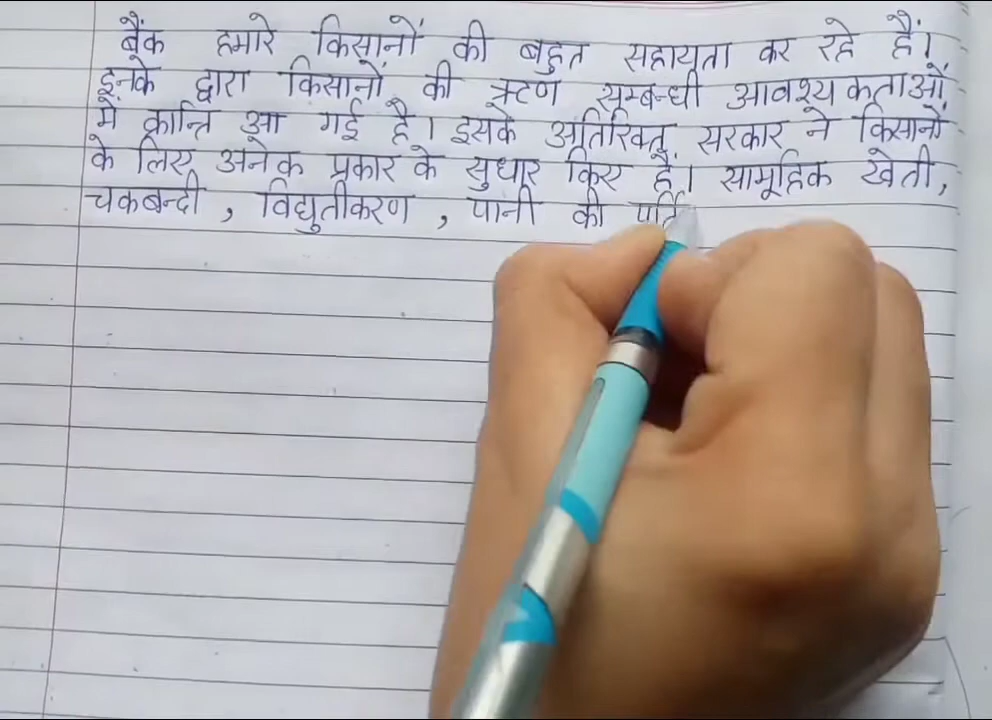 बैंक हमारे किसानों की बहुत सहायता कर रहे हैं।
इनके द्वारा किसानों की ऋण सम्बन्धी आवश्यकताओं
में क्रान्ति आ गई है। इसके अतिरिक्त सरकार ने किसानों
के लिए अनेक प्रकार के सुधार किए हैं। सामूहिक खेती,
चकबन्दी, विद्युतीकरण, पानी की